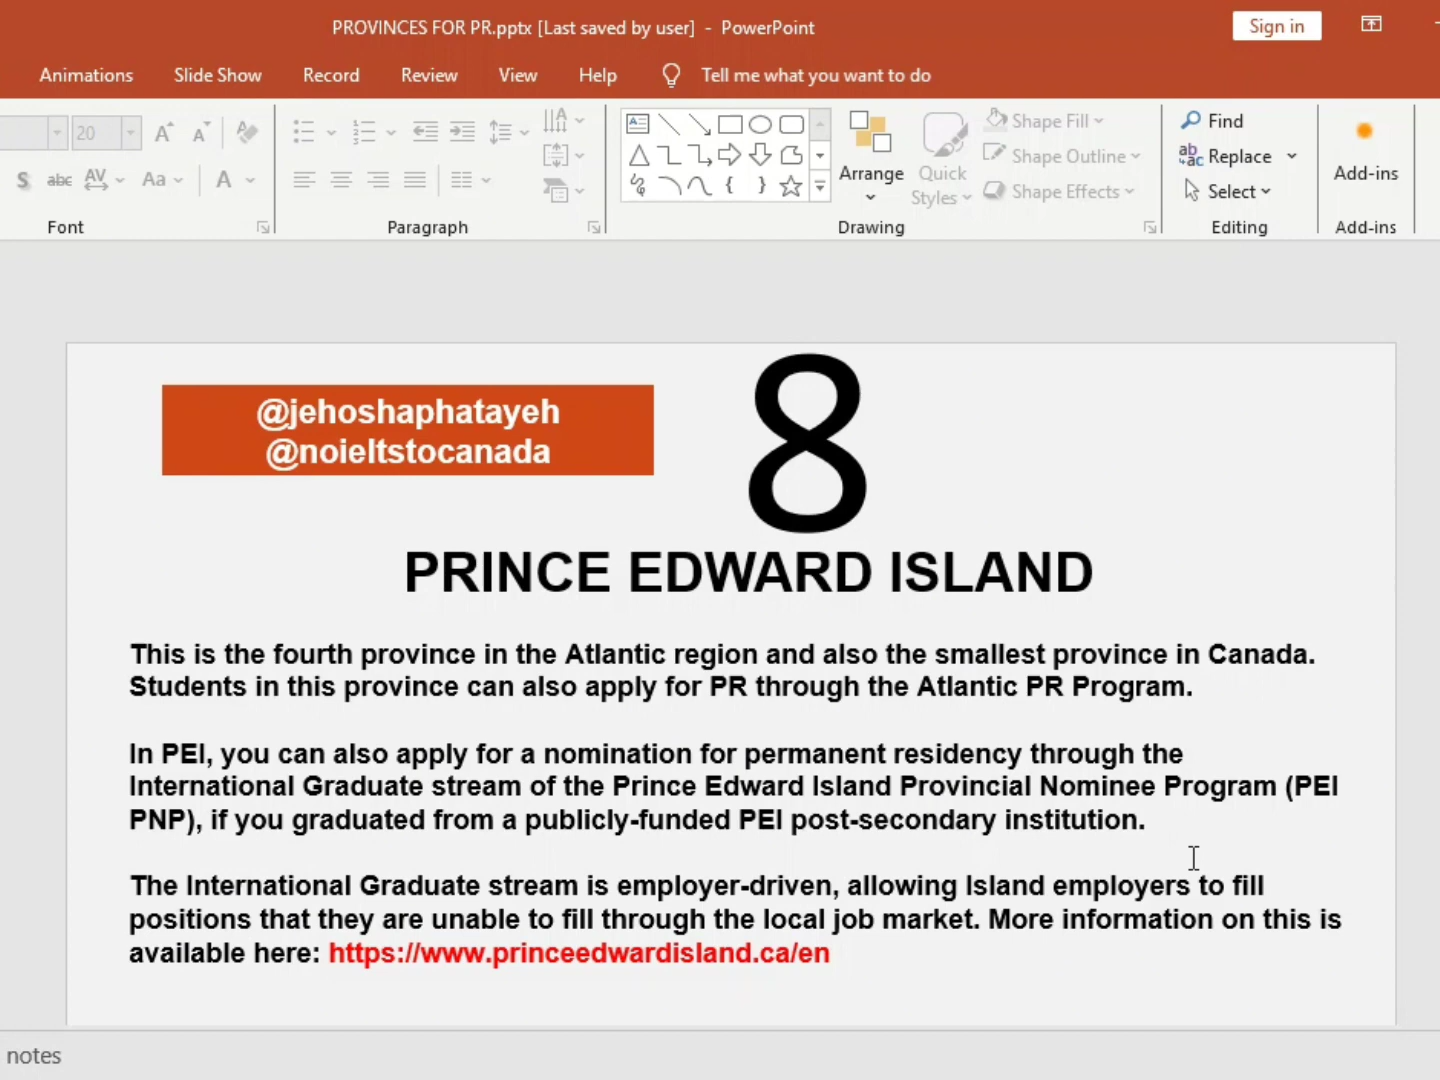 PROVINCES FOR PR.pptx [Last saved by user] - PowerPoint
Sign in
Animations Slide Show Record Review View Help Tell me what you want to do
20 A A A
S abc AV Aa A
Arrange
Quick
Styles
Shape Fill
Shape Outline
Shape Effects
Find
ab
ac Replace
Select
Add-ins
Font Paragraph Drawing Editing Add-ins
@jehoshaphatayeh
@noieltstocanada
8
PRINCE EDWARD ISLAND
This is the fourth province in the Atlantic region and also the smallest province in Canada.
Students in this province can also apply for PR through the Atlantic PR Program.
In PEI, you can also apply for a nomination for permanent residency through the
International Graduate stream of the Prince Edward Island Provincial Nominee Program (PEI
PNP), if you graduated from a publicly-funded PEI post-secondary institution.
The International Graduate stream is employer-driven, allowing Island employers to fill
positions that they are unable to fill through the local job market. More information on this is
available here: https://www.princeedwardisland.ca/en
notes